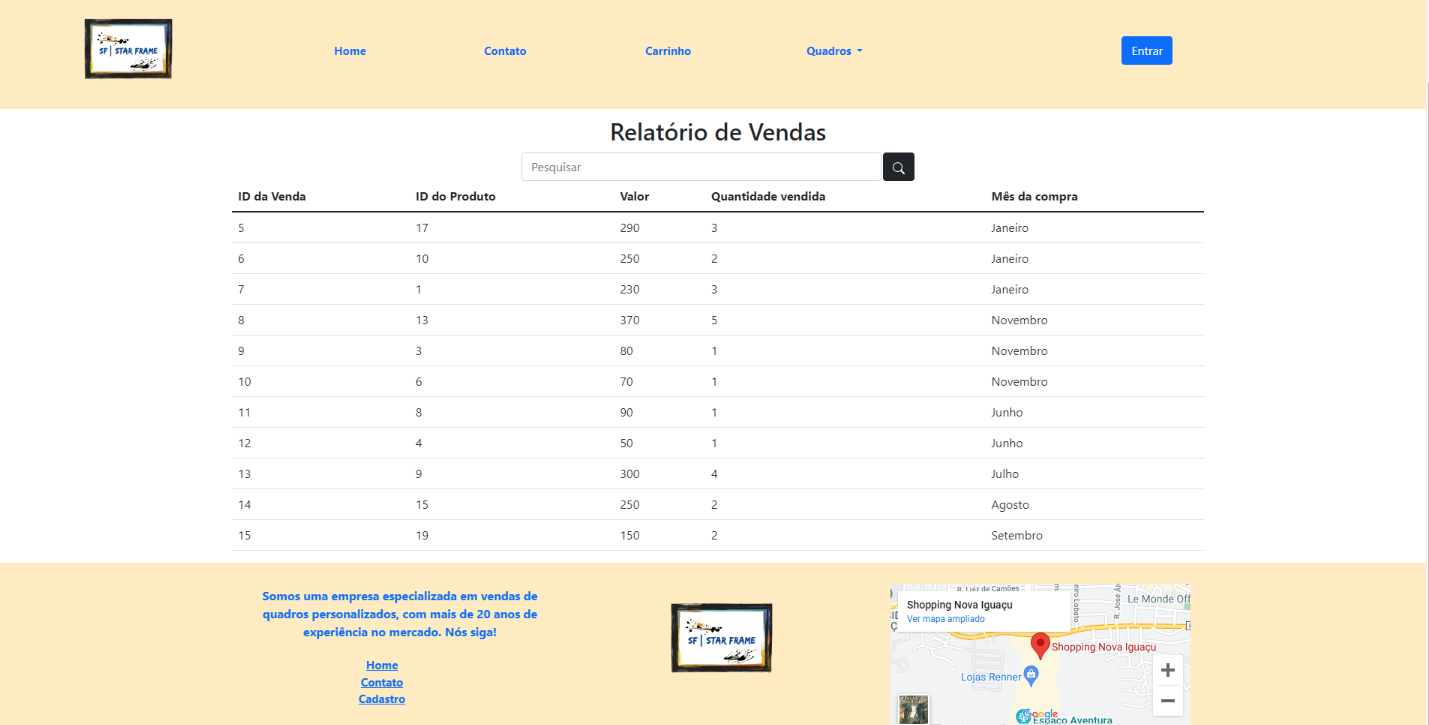 SF| STAR FRAME
Home Contato Carrinho Quadros Entrar
Relatório de Vendas
Pesquisar
ID da Venda ID do Produto Valor Quantidade vendida Mês da compra
5 17 290 3 Janeiro
6 10 250 2 Janeiro
7 1 230 3 Janeiro
8 13 370 5 Novembro
9 3 80 1 Novembro
10 6 70 1 Novembro
11 8 90 1 Junho
12 4 50 1 Junho
13 9 300 4 Julho
14 15 250 2 Agosto
15 19 150 2 Setembro
Somos uma empresa especializada em vendas de
quadros personalizados, com mais de 20 anos de
experiência no mercado. Nós siga!
Home
Contato
Cadastro
SF| STAR FRAME
R. Luiz de Camões
Shopping Nova Iguaçu
Ver mapa ampliado
Le Monde Off
Shopping Nova Iguaçu
Lojas Renner
Google
Espaço Aventura